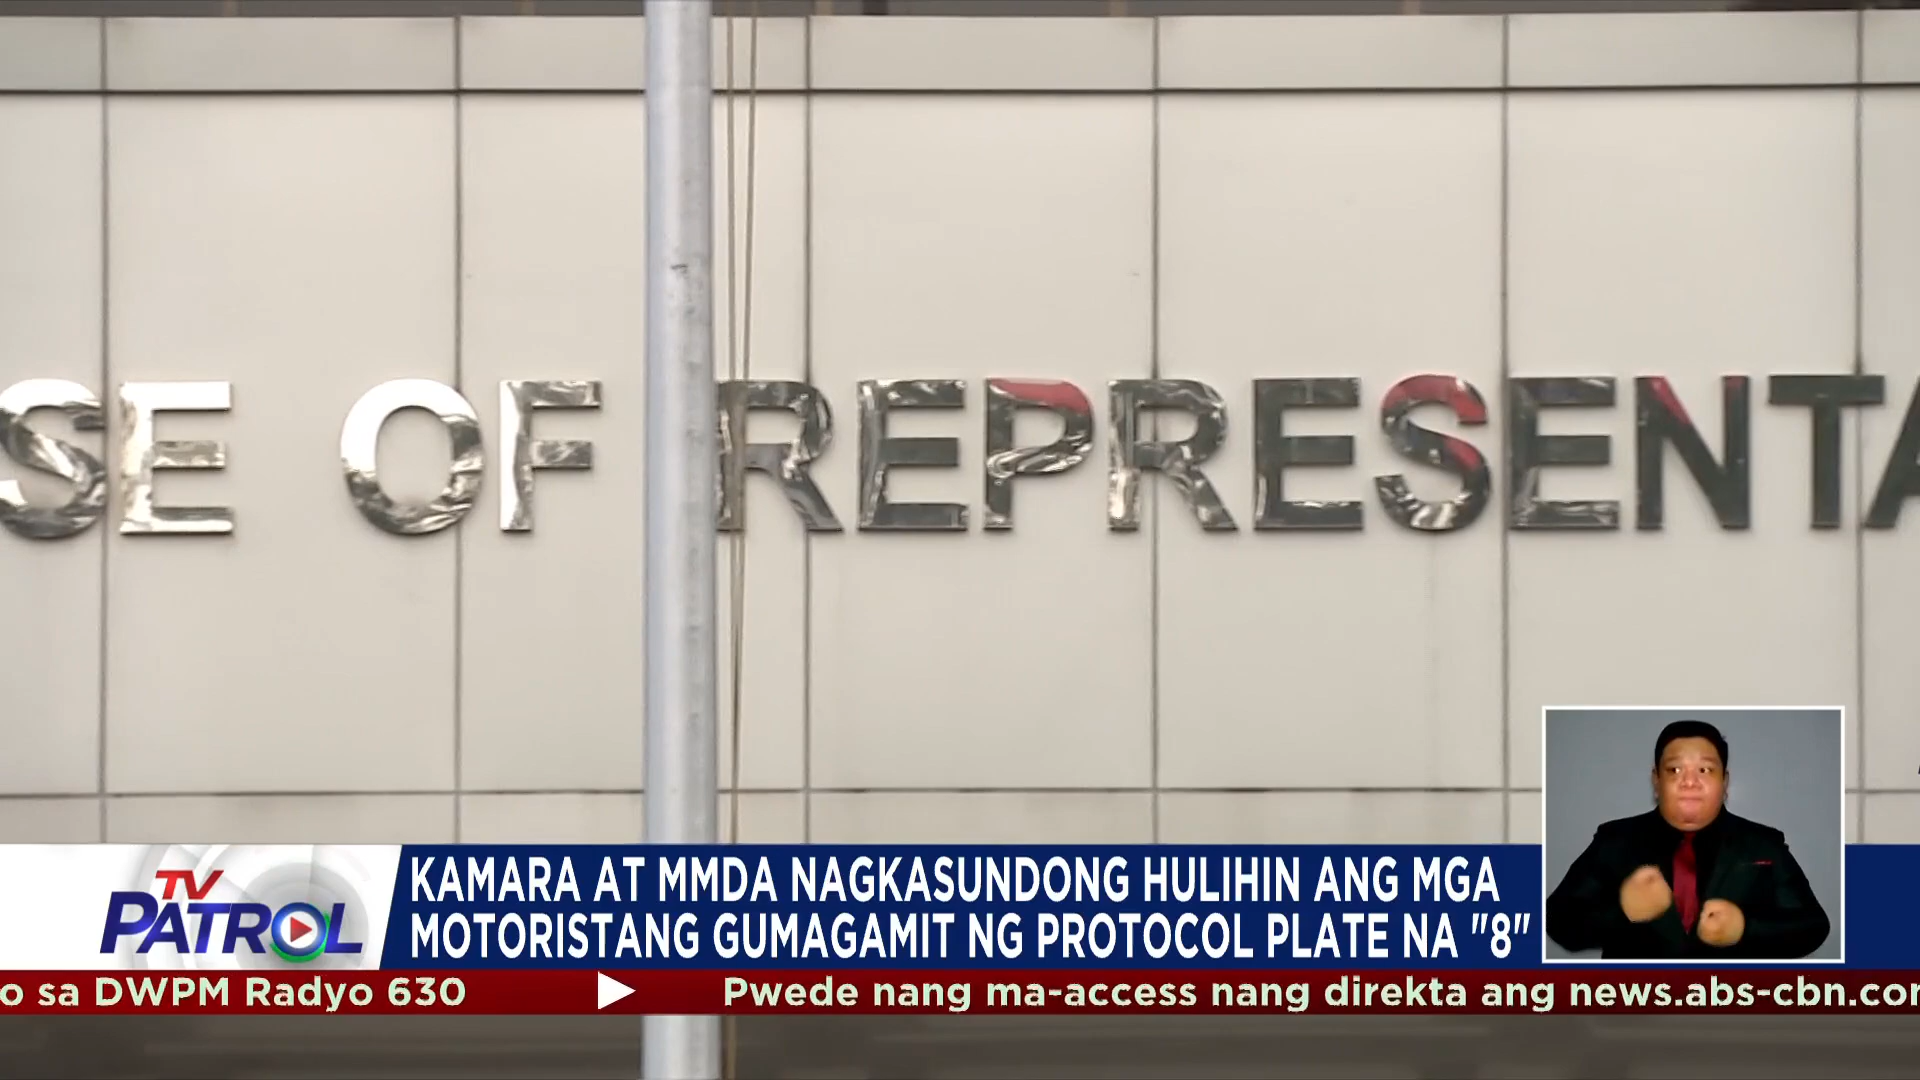 SE OF REPRESENTA
TV
PATROL
KAMARA AT MMDA NAGKASUNDONG HULIHIN ANG MGA
MOTORISTANG GUMAGAMIT NG PROTOCOL PLATE NA "8"
o sa DWPM Radyo 630 Pwede nang ma-access nang direkta ang news.abs-cbn.com